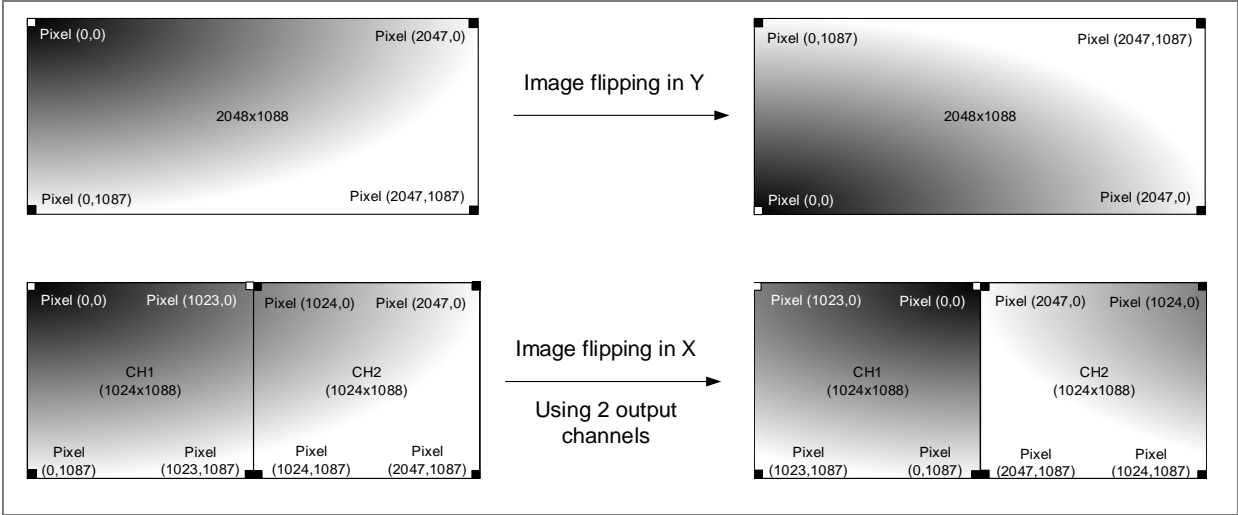 Pixel (0,0)
Pixel (2047,0)
2048x1088
Pixel (0,1087)
Pixel (2047,1087)
Image flipping in Y
Pixel (0,1087)
Pixel (2047,1087)
2048x1088
Pixel (0,0)
Pixel (2047,0)
Pixel (0,0)
Pixel (1023,0)
CH1
(1024x1088)
Pixel
(0,1087)
Pixel
(1023,1087)
Pixel (1024,0)
Pixel (2047,0)
CH2
(1024x1088)
Pixel
(1024,1087)
Pixel
(2047,1087)
Image flipping in X
Using 2 output
channels
Pixel (1023,0)
Pixel (0,0)
CH1
(1024x1088)
Pixel
(1023,1087)
Pixel
(0,1087)
Pixel (2047,0)
Pixel (1024,0)
CH2
(1024x1088)
Pixel
(2047,1087)
Pixel
(1024,1087)